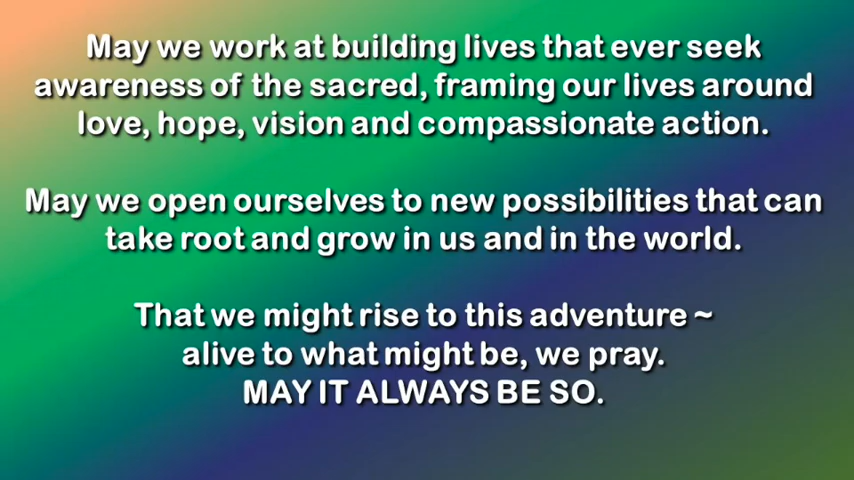 May we work at building lives that ever seek
awareness of the sacred, framing our lives around
love, hope, vision and compassionate action.
May we open ourselves to new possibilities that can
take root and grow in us and in the world.
That we might rise to this adventure ~
alive to what might be, we pray.
MAY IT ALWAYS BE SO.